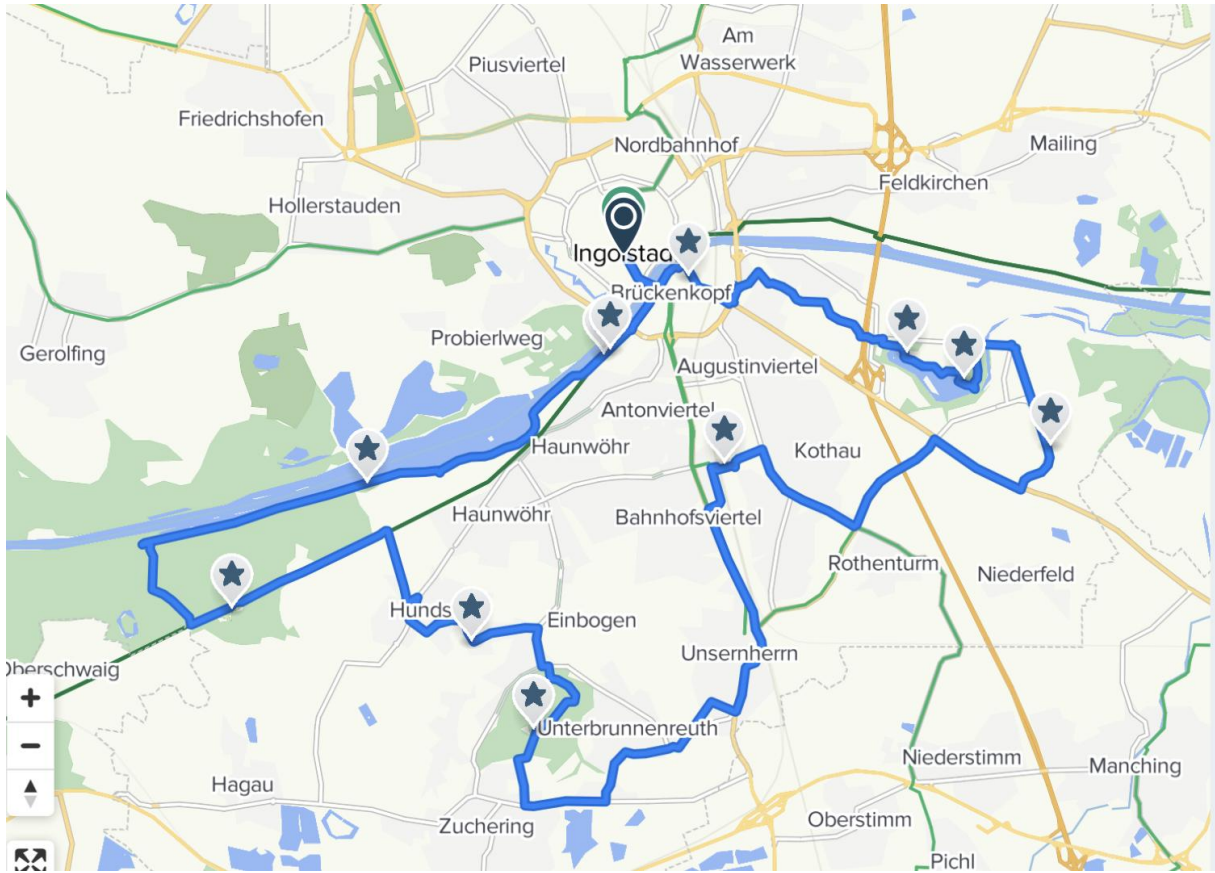 Am
Wasserwerk
Piusviertel
Friedrichshofen
Nordbahnhof
Mailing
Feldkirchen
Hollerstauden
Ingolstad
Brückenkopf
Probierlweg
Gerolfing
Augustinviertel
Antonviertel
Haunwöhr
Kothau
Haunwöhr
Bahnhofsviertel
Rothenturm
Niederfeld
Hunds
Einbogen
Unsernherrn
Oberschwaig
+
Unterbrunnenreuth
−
Niederstimm
Manching
Hagau
Oberstimm
Zuchering
Pichl